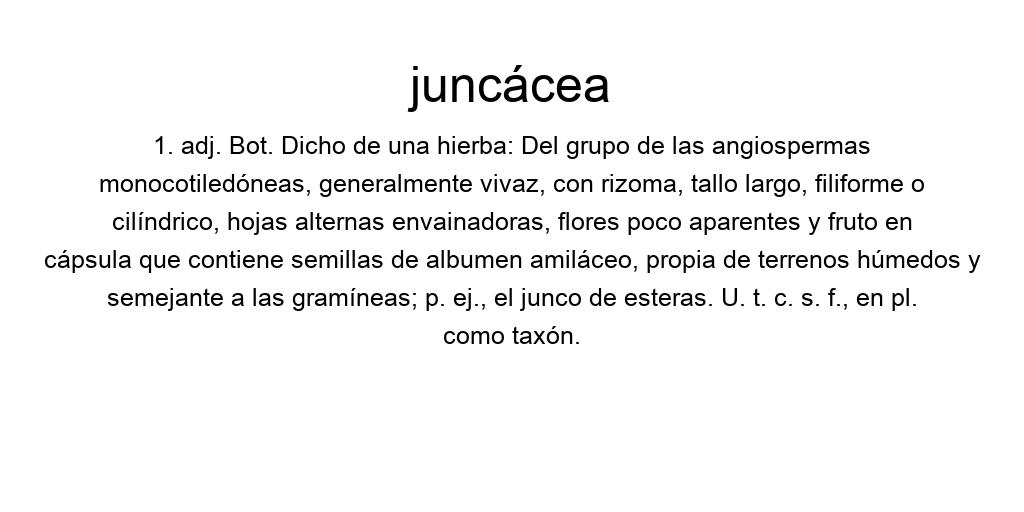 juncácea
1. adj. Bot. Dicho de una hierba: Del grupo de las angiospermas
monocotiledóneas, generalmente vivaz, con rizoma, tallo largo, filiforme o
cilíndrico, hojas alternas envainadoras, flores poco aparentes y fruto en
cápsula que contiene semillas de albumen amiláceo, propia de terrenos húmedos y
semejante a las gramíneas; p. ej., el junco de esteras. U. t. c. s. f., en pl.
como taxón.